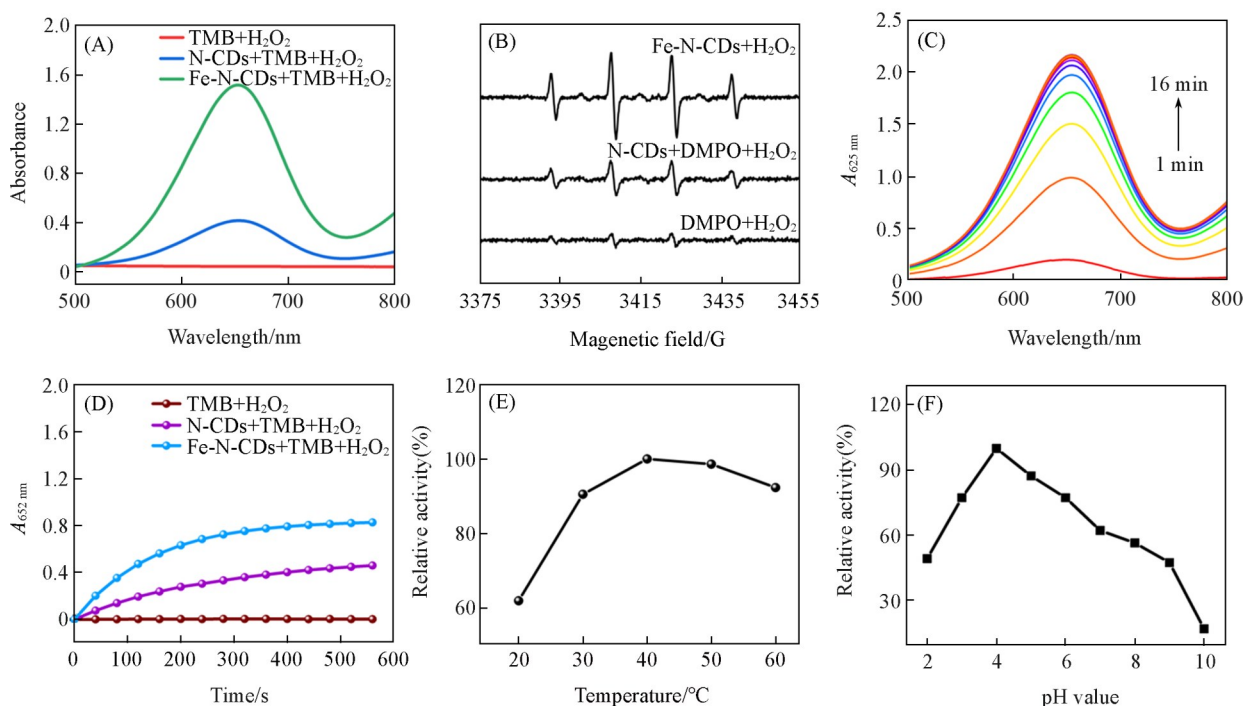 (A)
TMB+H₂O₂
N-CDs+TMB+H₂O₂
Fe-N-CDs+TMB+H₂O₂
2.0
1.6
1.2
0.8
0.4
0
Absorbance
500 600 700 800
Wavelength/nm
(B)
Fe-N-CDs+H₂O₂
N-CDs+DMPO+H₂O₂
DMPO+H₂O₂
3375 3395 3415 3435 3455
Magenetic field/G
(C)
16 min
1 min
2.5
2.0
1.5
1.0
0.5
0
A₆₂₅ ₙₘ
500 600 700 800
Wavelength/nm
(D)
TMB+H₂O₂
N-CDs+TMB+H₂O₂
Fe-N-CDs+TMB+H₂O₂
2.0
1.6
1.2
0.8
0.4
0
A₆₅₂ ₙₘ
0 100 200 300 400 500 600
Time/s
(E)
120
100
80
60
Relative activity(%)
20 30 40 50 60
Temperature/°C
(F)
120
90
60
30
Relative activity(%)
2 4 6 8 10
pH value